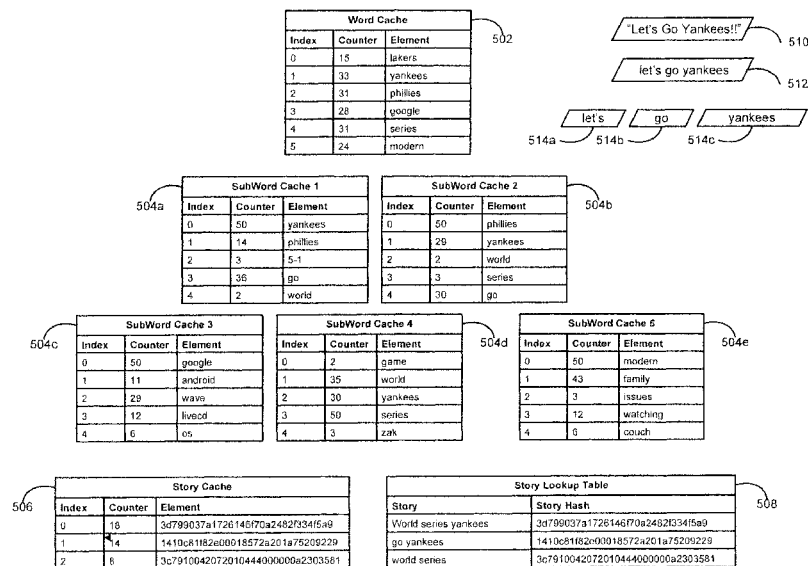 Word Cache
Index Counter Element
0 15 lakers
1 33 yankees
2 31 phillies
3 28 google
4 31 series
5 24 modern
502
"Let's Go Yankees!!"
510
let's go yankees
512
let's go yankees
514a 514b 514c
504a
SubWord Cache 1
Index Counter Element
0 50 yankees
1 14 phillies
2 3 5-1
3 36 go
4 2 world
SubWord Cache 2
Index Counter Element
0 50 phillies
1 29 yankees
2 2 world
3 3 series
4 30 go
504b
504c
SubWord Cache 3
Index Counter Element
0 50 google
1 11 android
2 29 wave
3 12 livecd
4 6 os
SubWord Cache 4
Index Counter Element
0 2 game
1 35 world
2 30 yankees
3 50 series
4 3 zak
504d
SubWord Cache 5
Index Counter Element
0 50 modern
1 43 family
2 3 issues
3 12 watching
4 6 couch
504e
506
Story Cache
Index Counter Element
0 18 3d799037a1726146f70a2482f334f5a9
1 14 1410c81f82e00018572a201a75209229
2 8 3c7910042072010444000000a2303581
Story Lookup Table
Story Story Hash
World series yankees 3d799037a1726146f70a2482f334f5a9
go yankees 1410c81f82e00018572a201a75209229
world series 3c7910042072010444000000a2303581
508